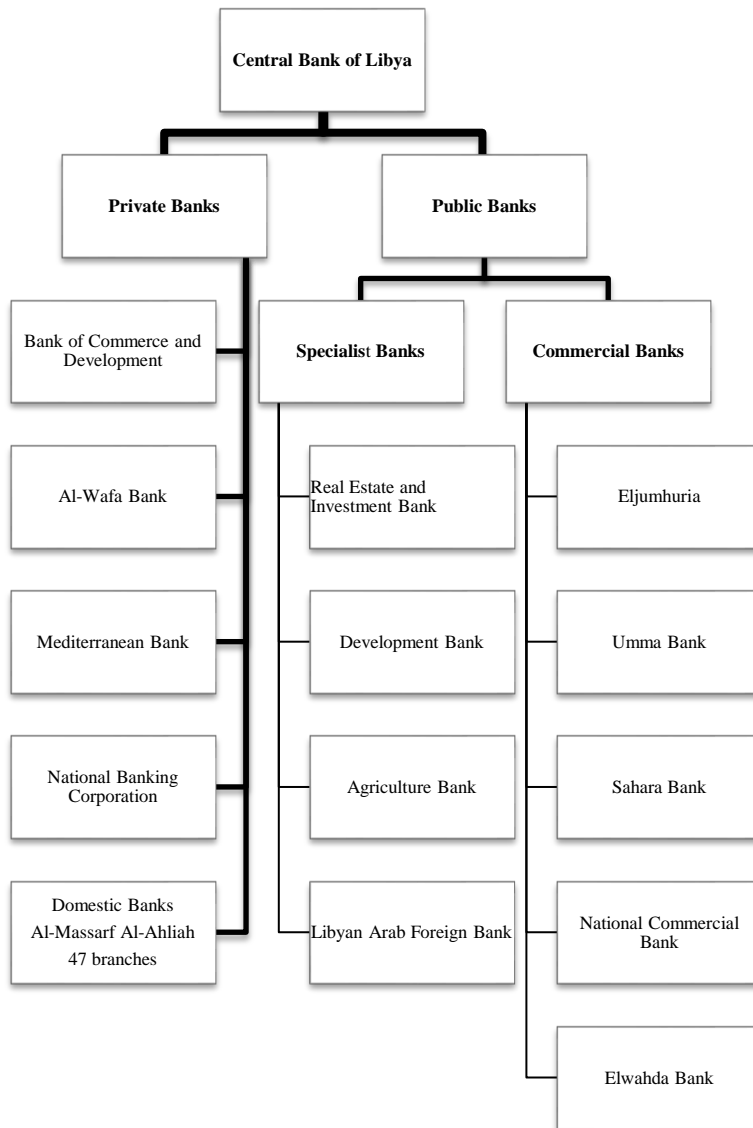 Central Bank of Libya
Private Banks
Public Banks
Bank of Commerce and
Development
Specialist Banks
Commercial Banks
Al-Wafa Bank
Real Estate and
Investment Bank
Eljumhuria
Mediterranean Bank
Development Bank
Umma Bank
National Banking
Corporation
Agriculture Bank
Sahara Bank
Domestic Banks
Al-Massarf Al-Ahliah
47 branches
Libyan Arab Foreign Bank
National Commercial
Bank
Elwahda Bank